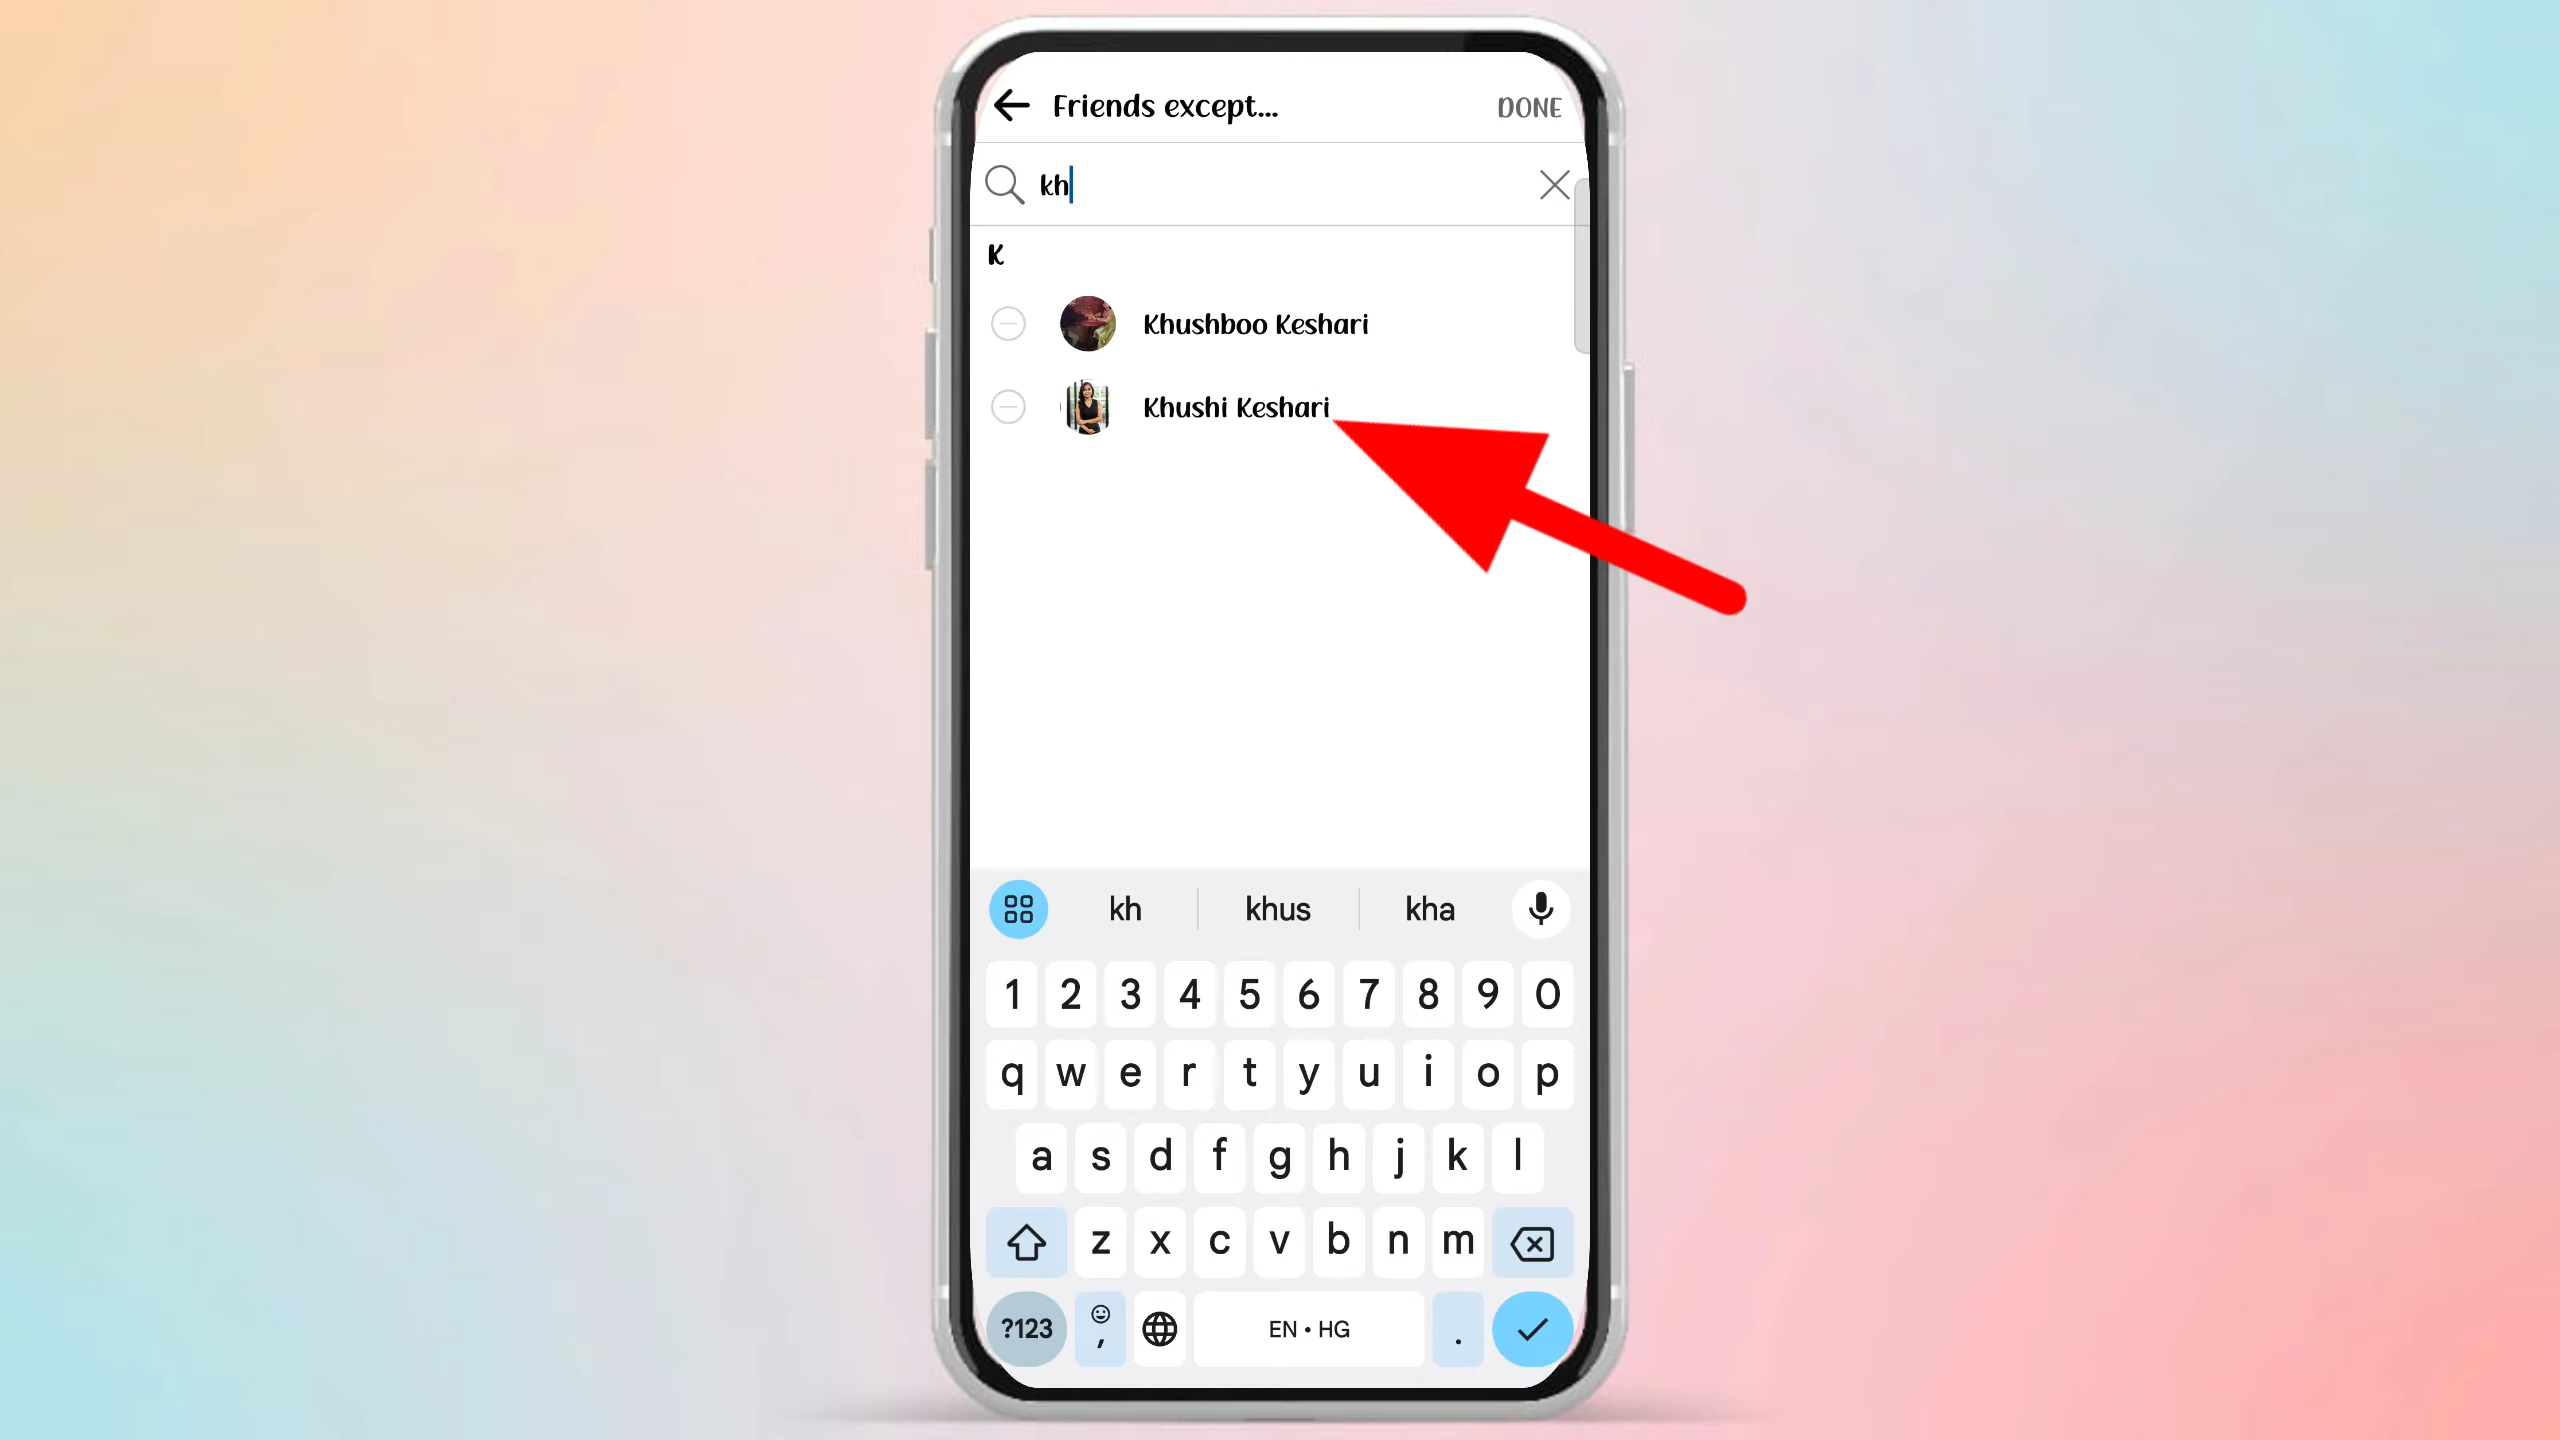 Friends except... DONE
kh
K
Khushboo Keshari
Khushi Keshari
kh khus kha
1 2 3 4 5 6 7 8 9 0
q w e r t y u i o p
a s d f g h j k l
z x c v b n m
?123 , EN • HG .